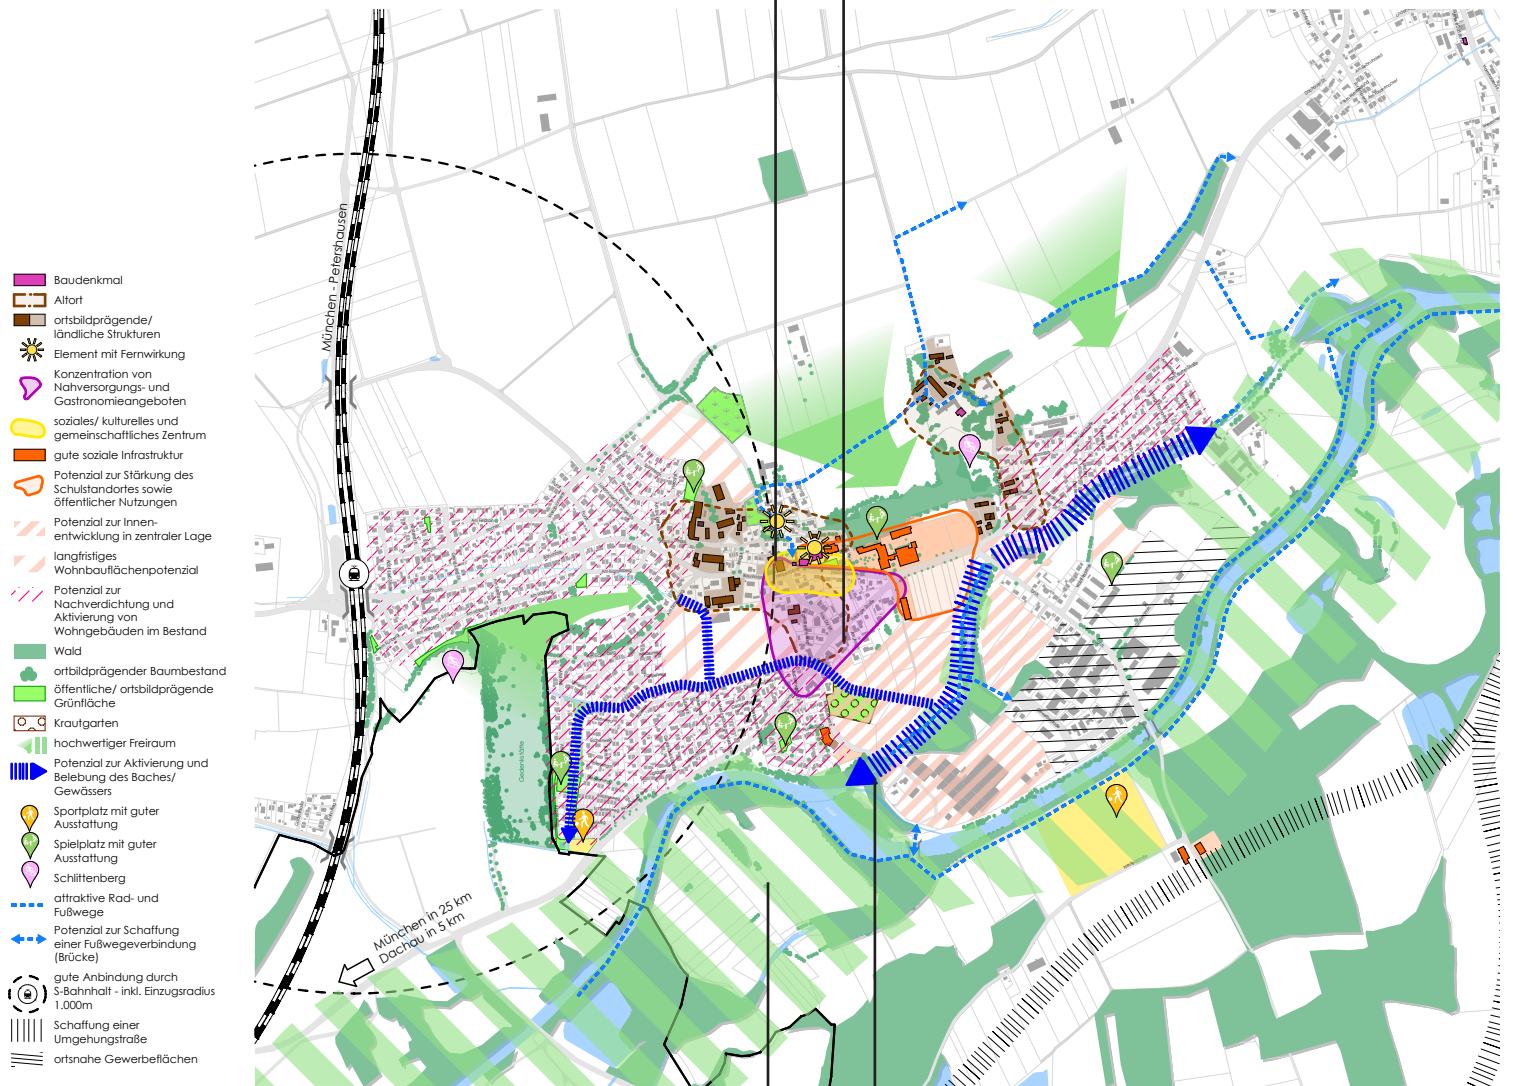 Baudenkmal
Altort
ortsbildprägende/
ländliche Strukturen
Element mit Fernwirkung
Konzentration von
Nahversorgungs- und
Gastronomieangeboten
soziales/ kulturelles und
gemeinschaftliches Zentrum
gute soziale Infrastruktur
Potenzial zur Stärkung des
Schulstandortes sowie
öffentlicher Nutzungen
Potenzial zur Innen-
entwicklung in zentraler Lage
langfristiges
Wohnbauflächenpotenzial
Potenzial zur
Nachverdichtung und
Aktivierung von
Wohngebäuden im Bestand
Wald
ortbildprägender Baumbestand
öffentliche/ ortsbildprägende
Grünfläche
Krautgarten
hochwertiger Freiraum
Potenzial zur Aktivierung und
Belebung des Baches/
Gewässers
Sportplatz mit guter
Ausstattung
Spielplatz mit guter
Ausstattung
Schlittenberg
attraktive Rad- und
Fußwege
Potenzial zur Schaffung
einer Fußwegeverbindung
(Brücke)
gute Anbindung durch
S-Bahnhalt - inkl. Einzugsradius
1.000m
Schaffung einer
Umgehungstraße
ortsnahe Gewerbeflächen
München - Petershausen
Gedenkstätte
München in 25 km
Dachau in 5 km